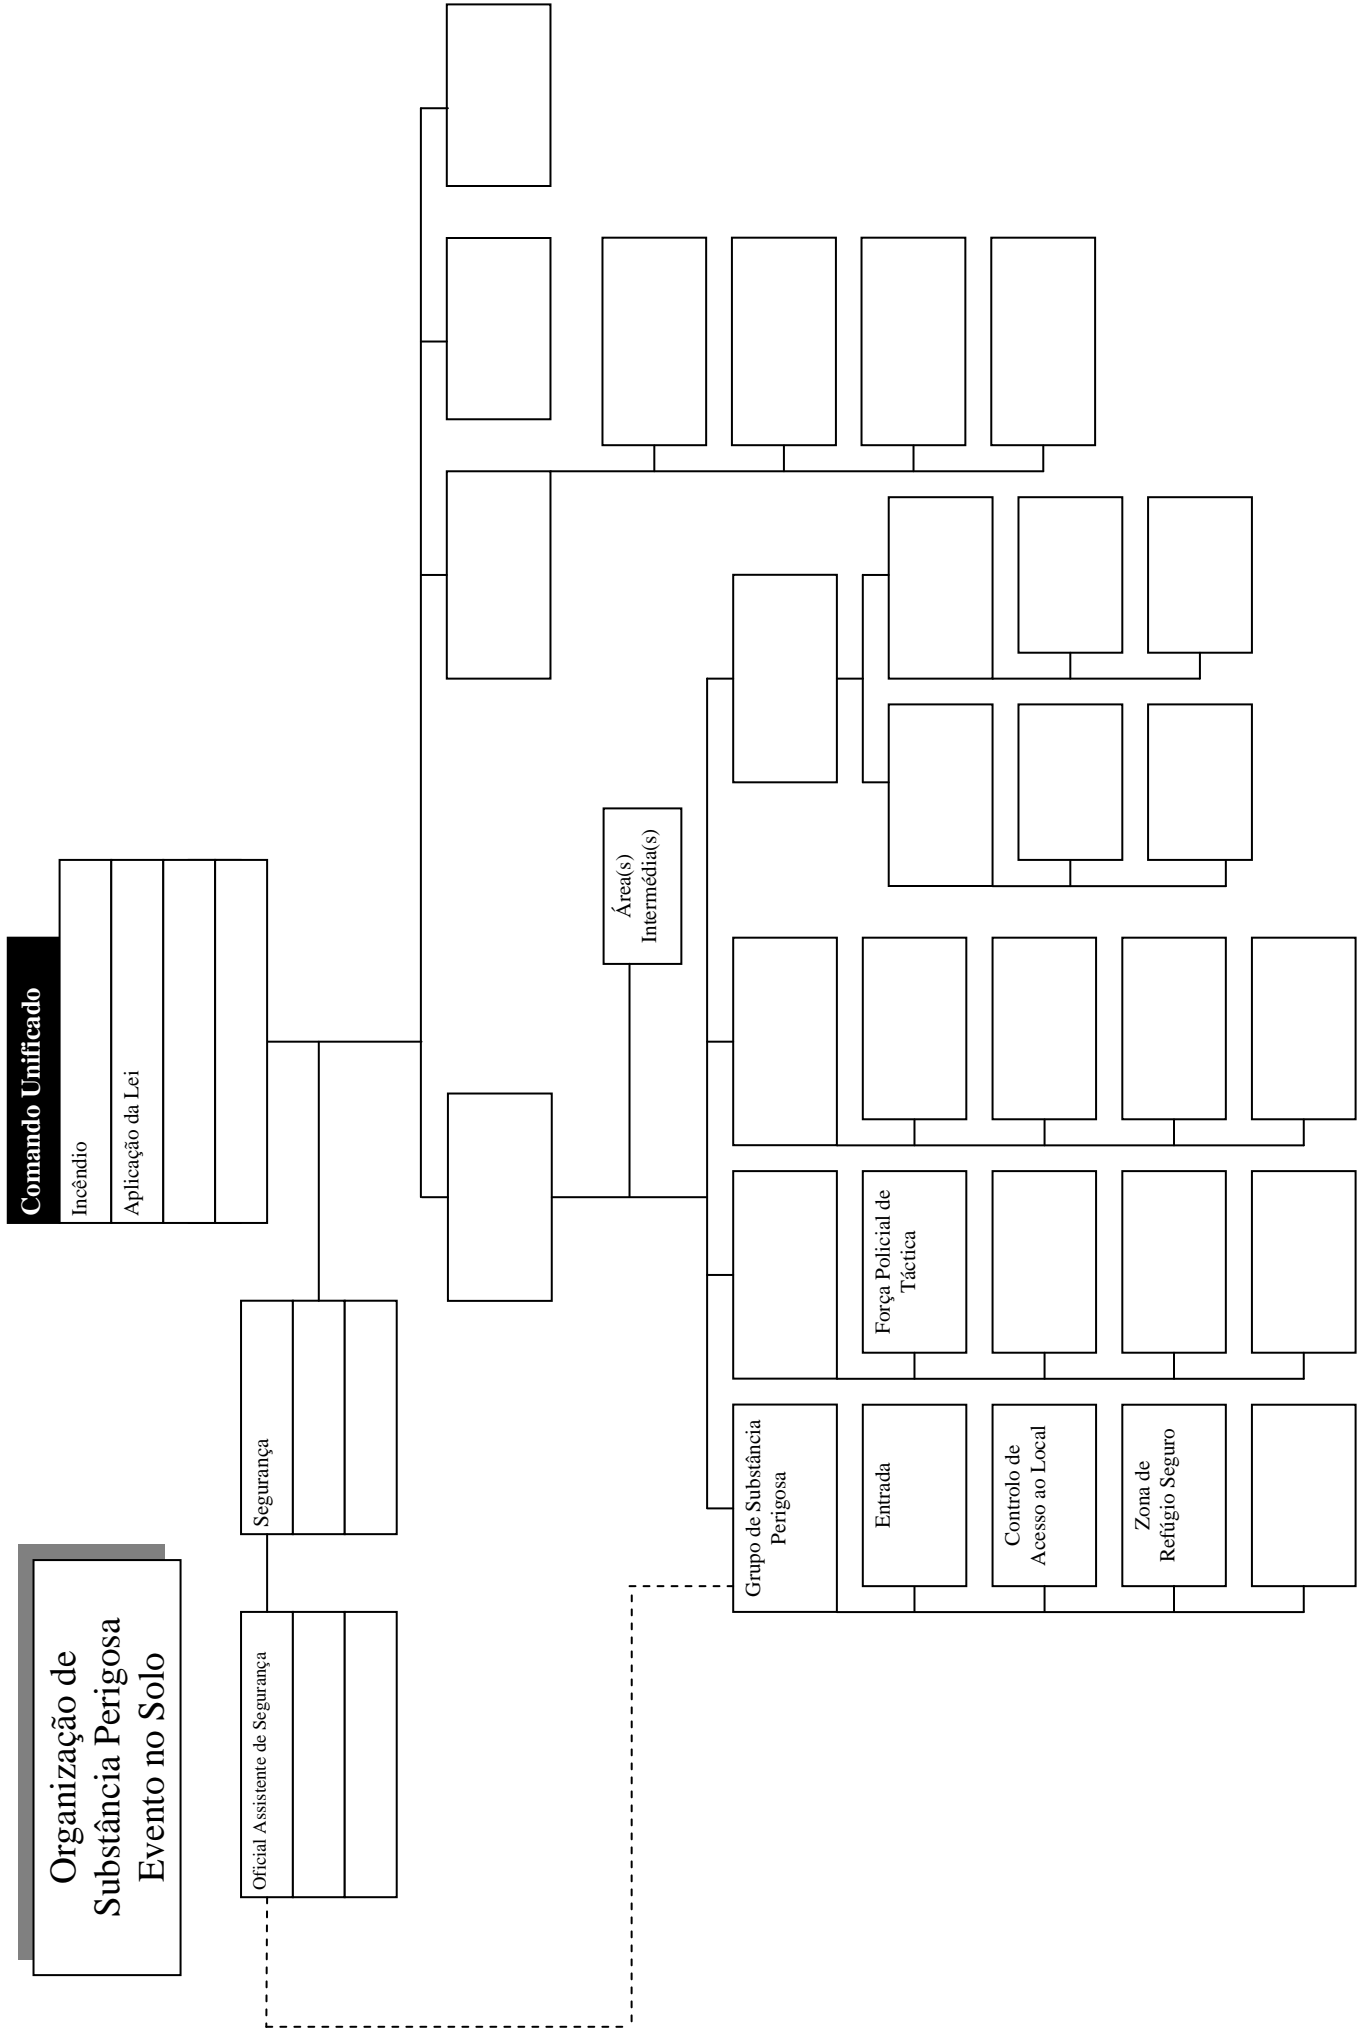 Organização de
Substância Perigosa
Evento no Solo
Comando Unificado
Incêndio
Aplicação da Lei
Segurança
Oficial Assistente de Segurança
Área(s)
Intermédia(s)
Grupo de Substância
Perigosa
Entrada
Controlo de
Acesso ao Local
Zona de
Refúgio Seguro
Força Policial de
Táctica